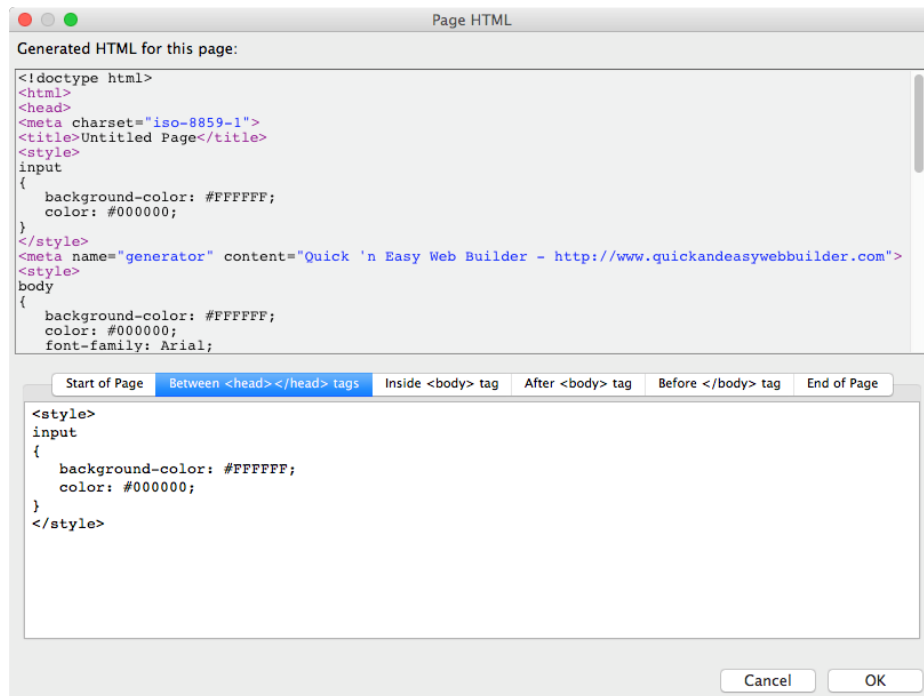 Page HTML
Generated HTML for this page:
<!doctype html>
<html>
<head>
<meta charset="iso-8859-1">
<title>Untitled Page</title>
<style>
input
{
   background-color: #FFFFFF;
   color: #000000;
}
</style>
<meta name="generator" content="Quick 'n Easy Web Builder - http://www.quickandeasywebbuilder.com">
<style>
body
{
   background-color: #FFFFFF;
   color: #000000;
   font-family: Arial;
Start of Page Between <head></head> tags Inside <body> tag After <body> tag Before </body> tag End of Page
<style>
input
{
   background-color: #FFFFFF;
   color: #000000;
}
</style>
Cancel OK